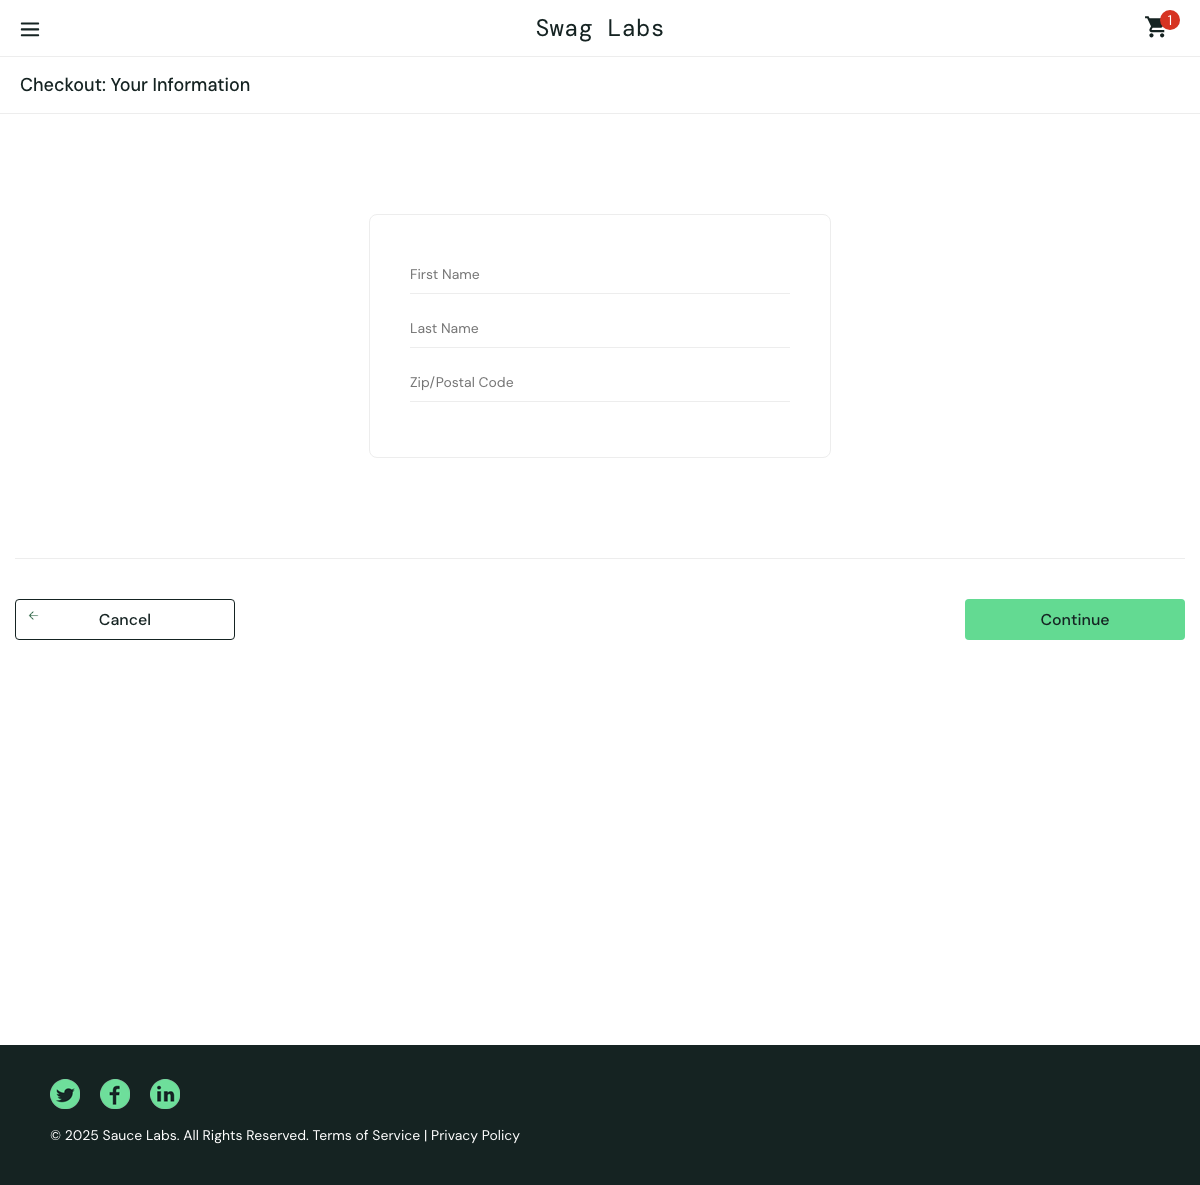 Swag Labs
1
Checkout: Your Information
First Name
Last Name
Zip/Postal Code
Cancel
Continue
© 2025 Sauce Labs. All Rights Reserved. Terms of Service | Privacy Policy